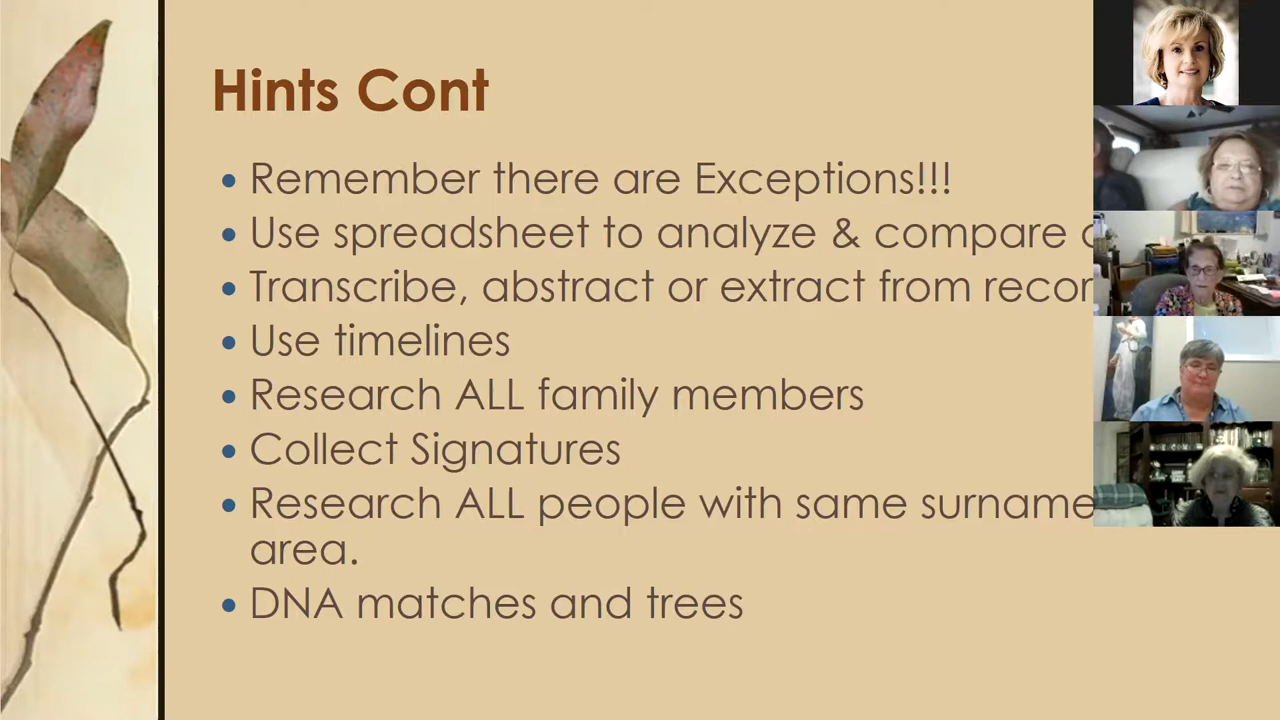 Hints Cont
• Remember there are Exceptions!!!
• Use spreadsheet to analyze & compare
• Transcribe, abstract or extract from
• Use timelines
• Research ALL family members
• Collect Signatures
• Research ALL people with same surname
area.
• DNA matches and trees